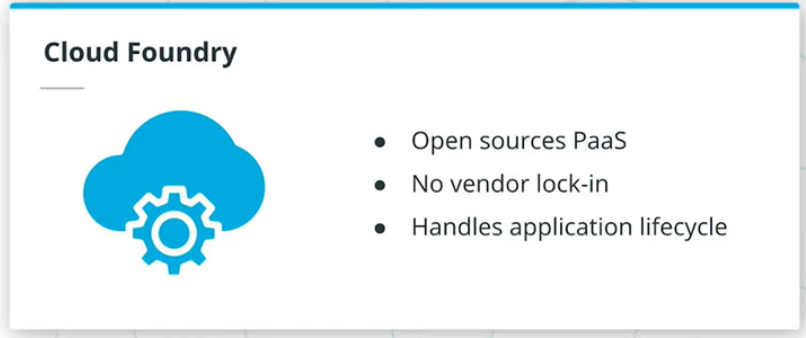 Cloud Foundry
● Open sources PaaS
● No vendor lock-in
● Handles application lifecycle